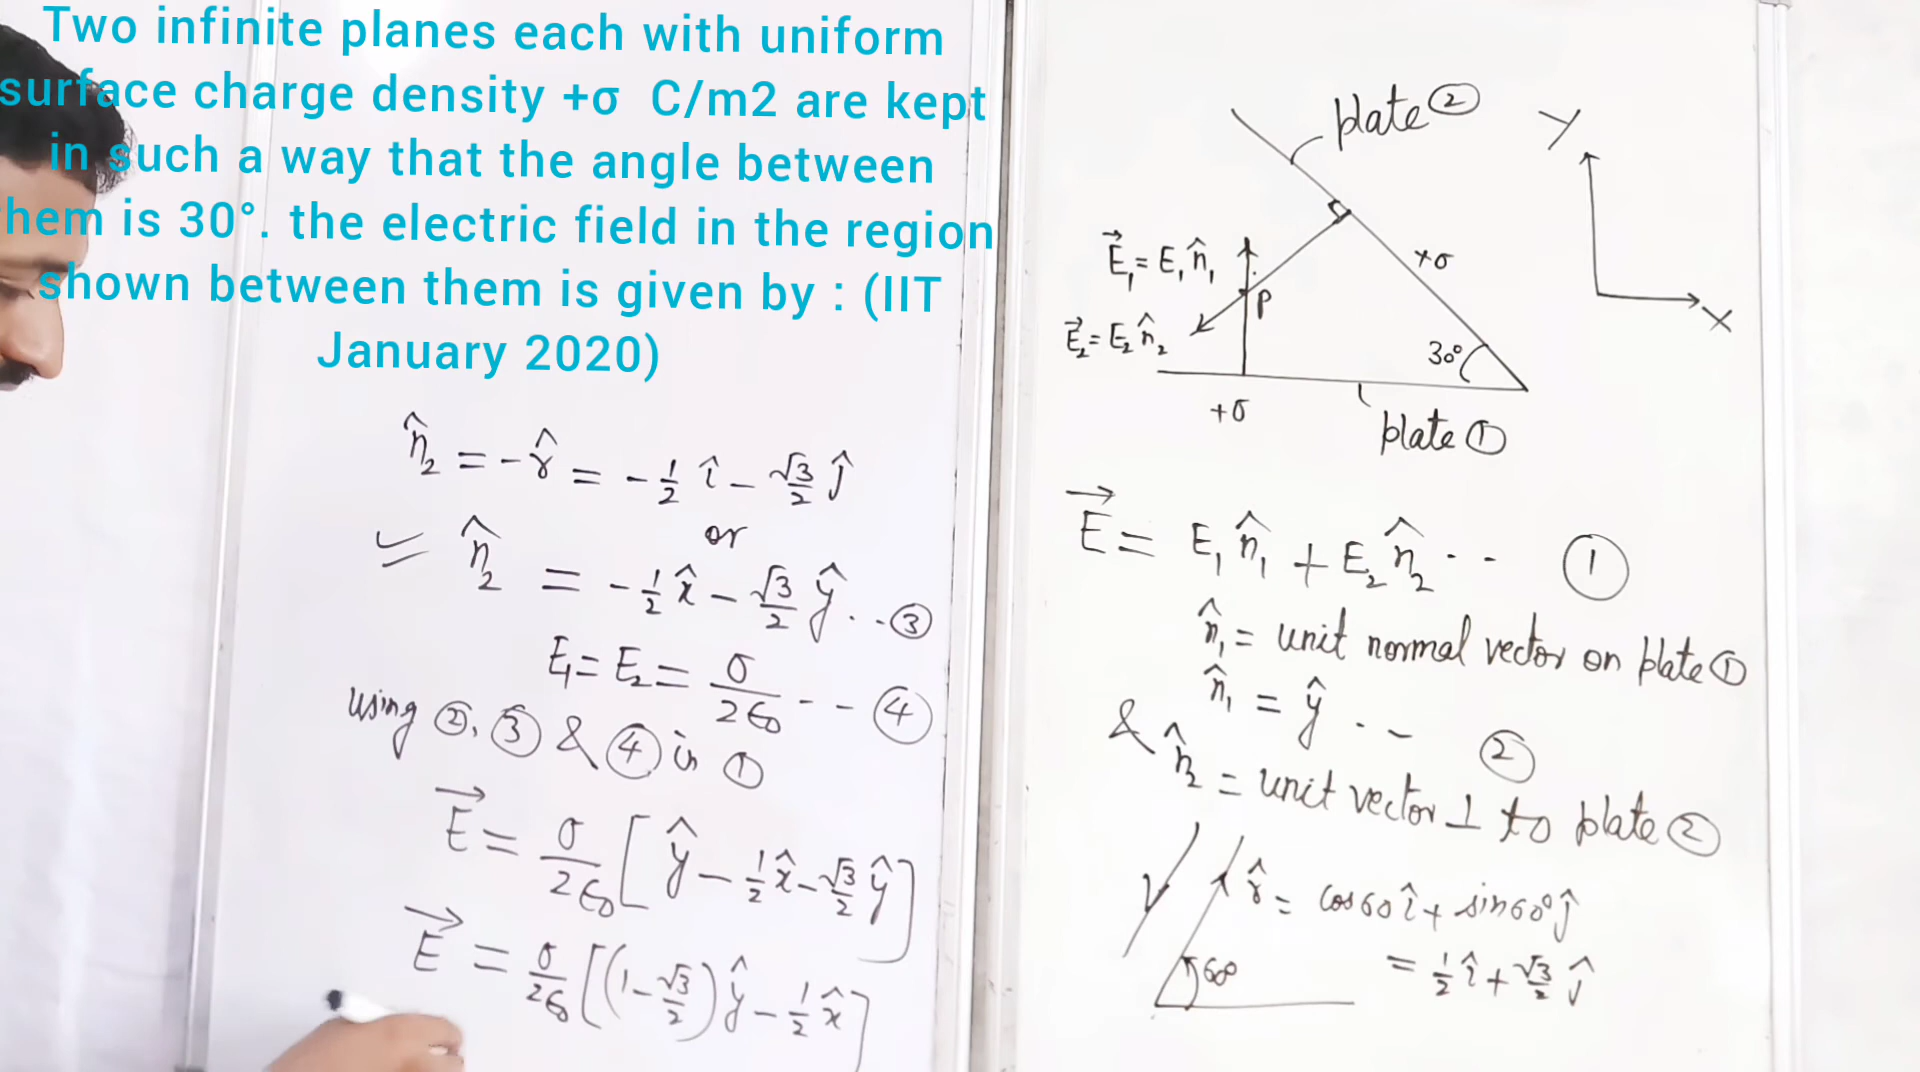 Two infinite planes each with uniform
surface charge density +σ C/m2 are kept
in such a way that the angle between
hem is 30°. the electric field in the region
shown between them is given by : (IIT
January 2020)
n̂₂ = -r̂ = -1/2 î - √3/2 ĵ
or
n̂₂ = -1/2 x̂ - √3/2 ŷ ... ③
E₁ = E₂ = σ/2ϵ₀ --- ④
using ②, ③ & ④ in ①
E⃗ = σ/2ϵ₀ [ŷ - 1/2 x̂ - √3/2 ŷ]
E⃗ = σ/2ϵ₀ [(1 - √3/2) ŷ - 1/2 x̂]
plate ②
Y
+σ
E⃗₁ = E₁ n̂₁
P
X
E⃗₂ = E₂ n̂₂
30°
+σ
plate ①
E⃗ = E₁ n̂₁ + E₂ n̂₂ ... ①
n̂₁ = unit normal vector on plate ①
n̂₁ = ŷ ... ②
& n̂₂ = unit vector ⊥ to plate ②
r̂ = cos60 î + sin60° ĵ
60°
= 1/2 î + √3/2 ĵ